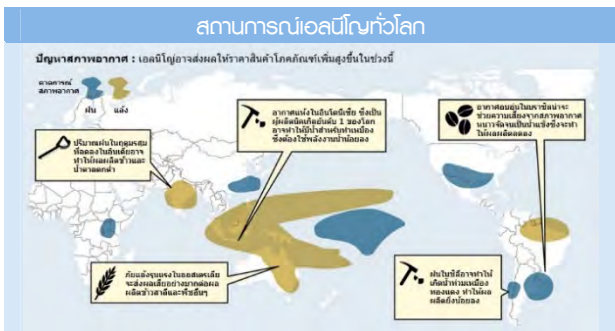 สถานการณ์เอลนีโญทั่วโลก
ปัญหาสภาพอากาศ : เอลนีโญ่อาจส่งผลให้ราคาสินค้าโภคภัณฑ์เพิ่มสูงขึ้นในช่วงนี้
คาดการณ์
สภาพอากาศ
ฝน
แล้ง
ปริมาณฝนในฤดูมรสุม
ที่ลดลงในอินเดียอาจ
ทำให้ผลผลิตข้าวและ
น้ำตาลตกต่ำ
อากาศแห้งในอินโดนีเซีย ซึ่งเป็น
ผู้ผลิตนิคเกิลอันดับ 1 ของโลก
อาจทำให้มีน้ำสำหรับทำเหมือง
ซึ่งต้องใช้พลังงานน้ำน้อยลง
อากาศอบอุ่นในบราซิลน่าจะ
ช่วยความเสี่ยงจากสภาพอากาศ
หนาวจัดจนเป็นน้ำแข็งซึ่งจะทำ
ให้ผลผลิตลดลง
ภัยแล้งรุนแรงในออสเตรเลีย
จะส่งผลเสียอย่างมากต่อผล
ผลิตข้าวสาลีและพืชอื่นๆ
ฝนในชิลีอาจทำให้
เกิดน้ำท่วมเหมือง
ทองแดง ทำให้ผล
ผลิตยิ่งน้อยลง